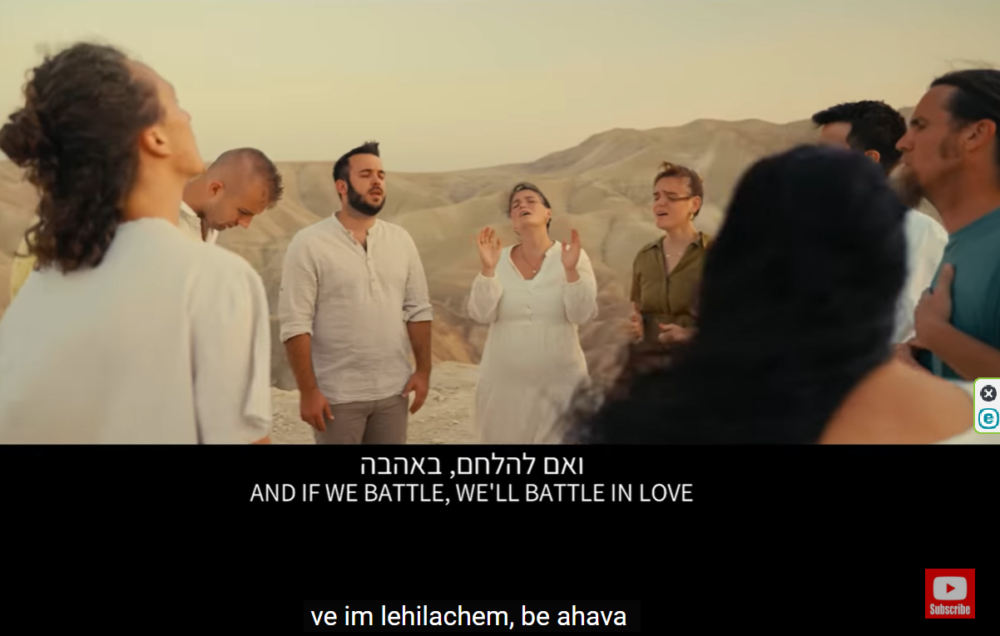 ואם להלחם, באהבה
AND IF WE BATTLE, WE'LL BATTLE IN LOVE
Subscribe
ve im lehilachem, be ahava